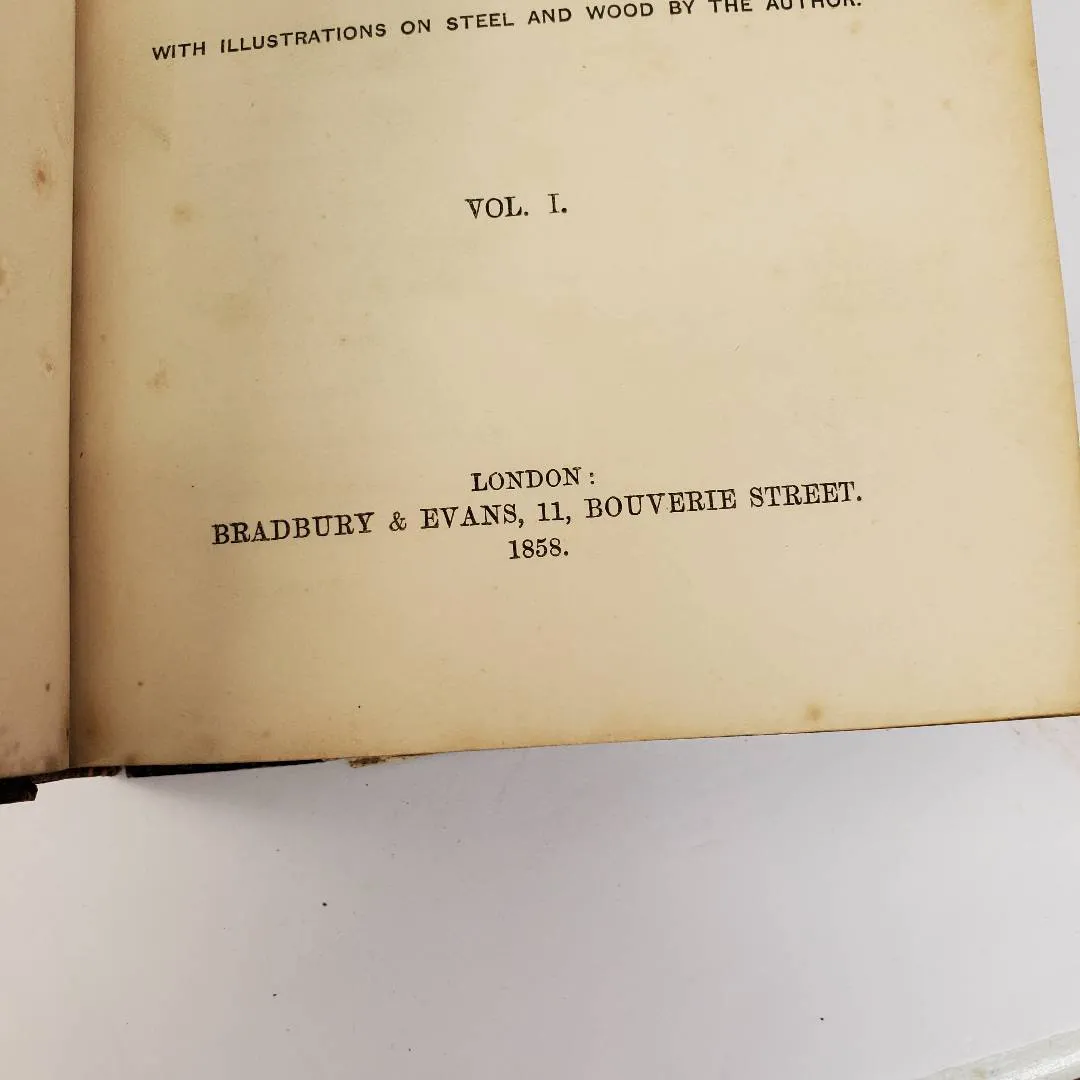 WITH ILLUSTRATIONS ON STEEL AND WOOD BY THE AUTHOR.
VOL. I.
LONDON:
BRADBURY & EVANS, 11, BOUVERIE STREET.
1858.